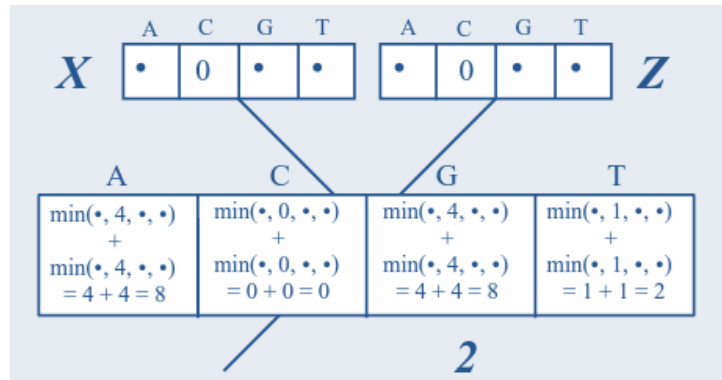 A C G T A C G T
X • 0 • • • 0 • • Z
A C G T
min(•, 4, •, •) min(•, 0, •, •) min(•, 4, •, •) min(•, 1, •, •)
+ + + +
min(•, 4, •, •) min(•, 0, •, •) min(•, 4, •, •) min(•, 1, •, •)
= 4 + 4 = 8 = 0 + 0 = 0 = 4 + 4 = 8 = 1 + 1 = 2
2